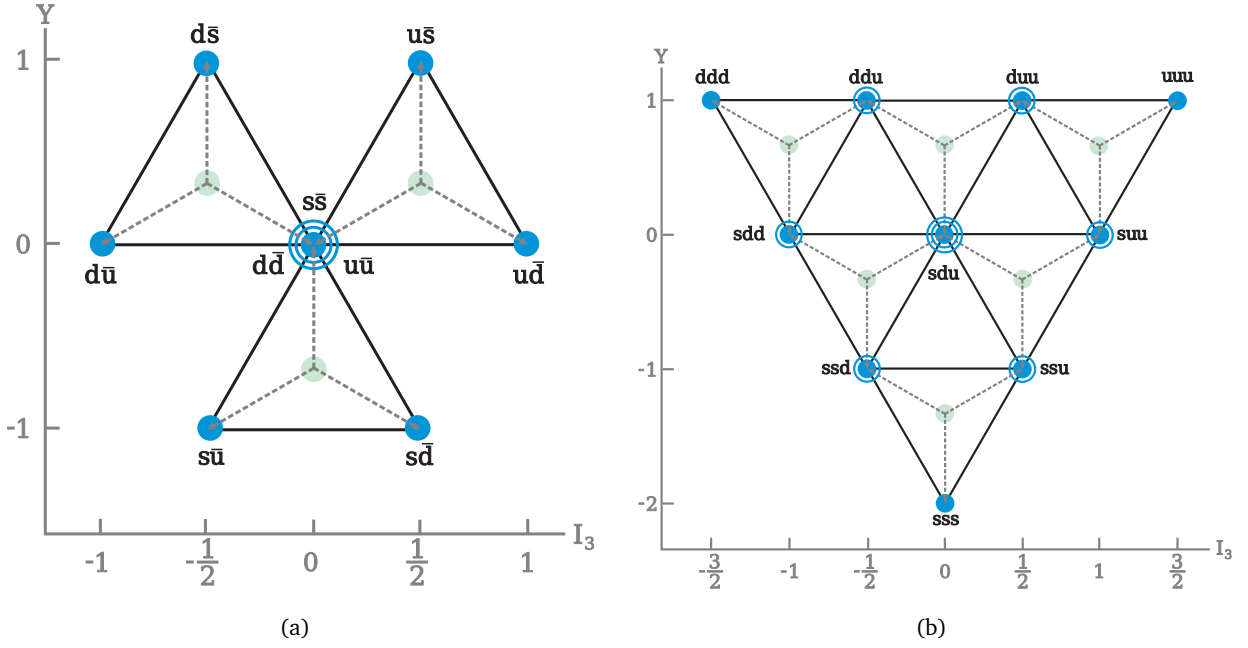 Y
ds̄
us̄
1
ss̄
0
dū
dd̄
uū
ud̄
-1
sū
sd̄
I₃
-1
-1/2
0
1/2
1
(a)
Y
ddd
ddu
duu
uuu
1
0
sdd
suu
sdu
-1
ssd
ssu
-2
sss
I₃
-3/2
-1
-1/2
0
1/2
1
3/2
(b)